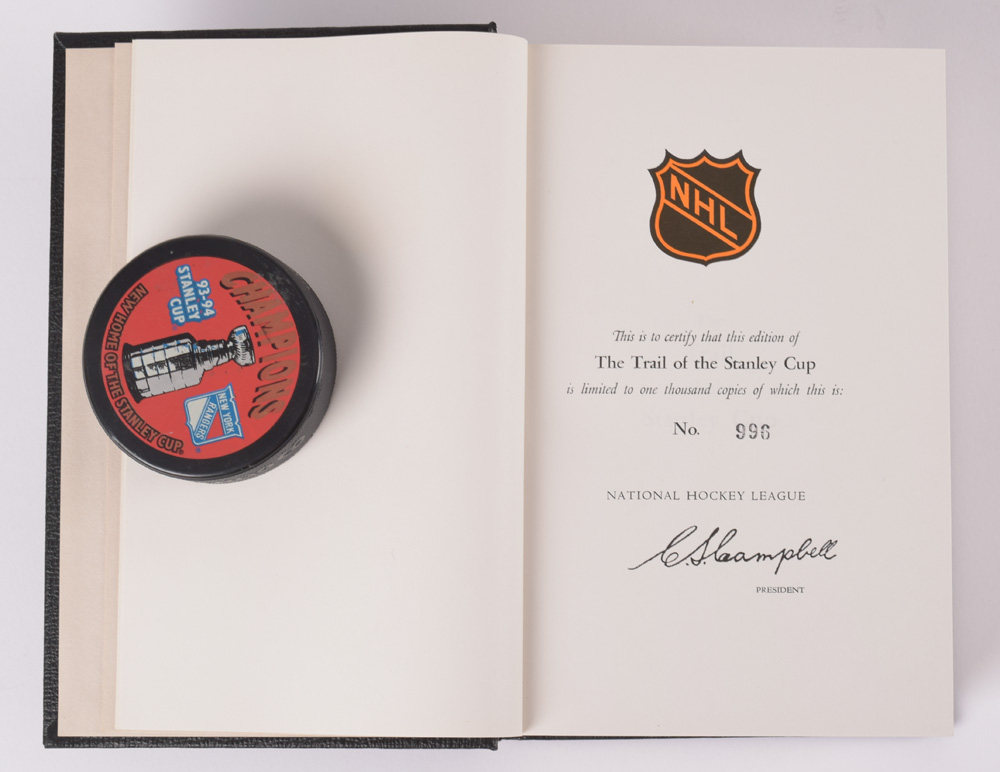 CHAMPIONS
93-94
STANLEY
CUP
NEW YORK
RANGERS
NEW HOME OF THE STANLEY CUP.
NHL
This is to certify that this edition of
The Trail of the Stanley Cup
is limited to one thousand copies of which this is:
No. 996
NATIONAL HOCKEY LEAGUE
C.S. Campbell
PRESIDENT